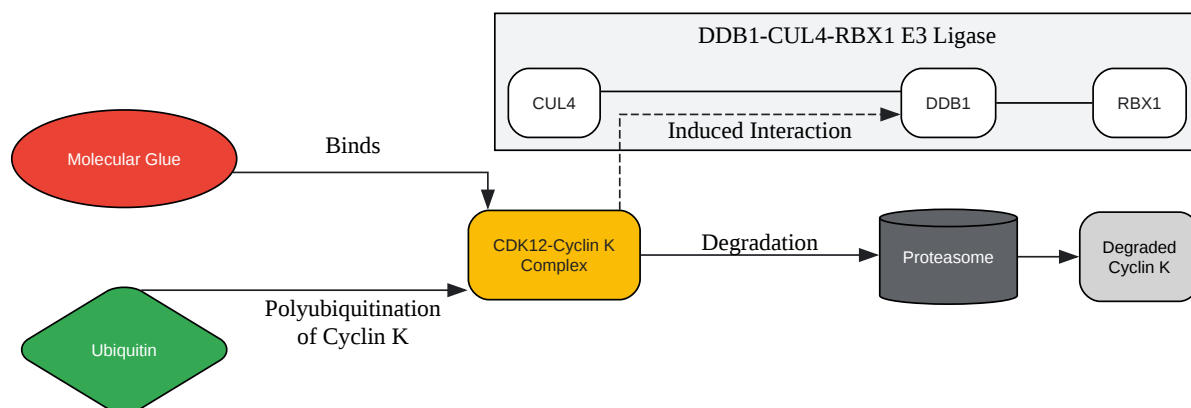 DDB1-CUL4-RBX1 E3 Ligase
CUL4
DDB1
RBX1
Induced Interaction
Molecular Glue
Binds
CDK12-Cyclin K
Complex
Degradation
Proteasome
Degraded
Cyclin K
Polyubiquitination
of Cyclin K
Ubiquitin